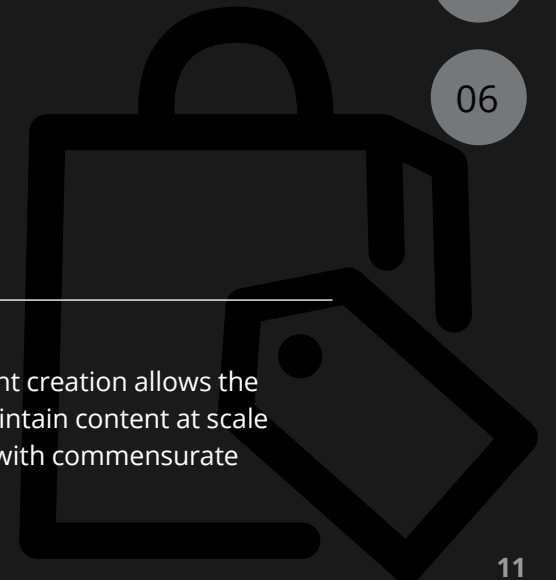 06
nt creation allows the
intain content at scale
with commensurate
11